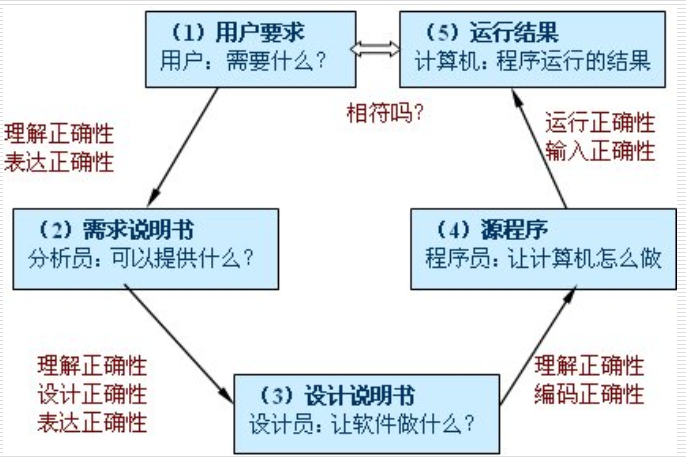 （1）用户要求
用户：需要什么？
（5）运行结果
计算机：程序运行的结果
相符吗？
理解正确性
表达正确性
运行正确性
输入正确性
（2）需求说明书
分析员：可以提供什么？
（4）源程序
程序员：让计算机怎么做
理解正确性
设计正确性
表达正确性
理解正确性
编码正确性
（3）设计说明书
设计员：让软件做什么？